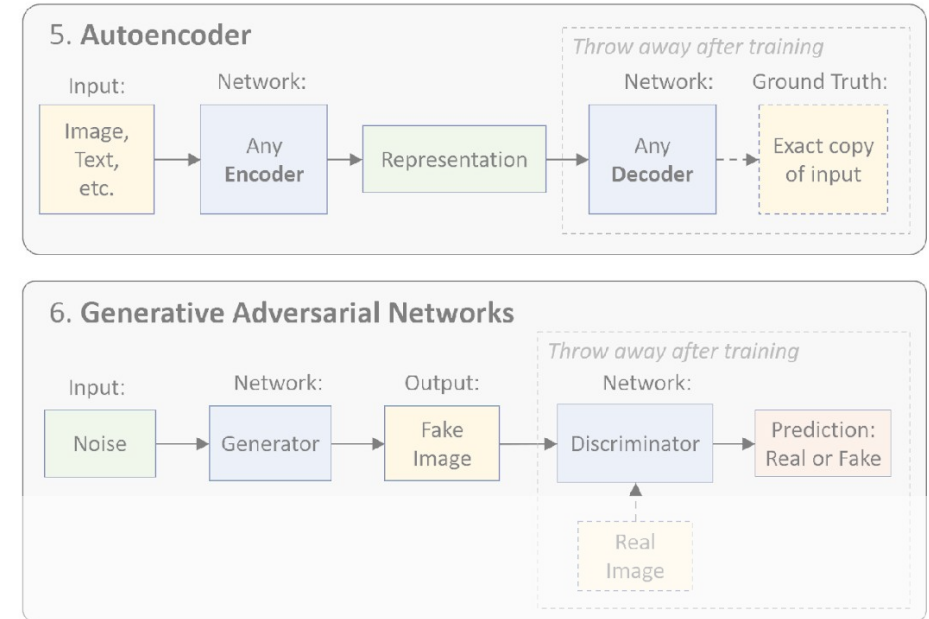 5. Autoencoder
Throw away after training
Input:
Network:
Network:
Ground Truth:
Image,
Text,
etc.
Any
Encoder
Representation
Any
Decoder
Exact copy
of input
6. Generative Adversarial Networks
Throw away after training
Input:
Network:
Output:
Network:
Noise
Generator
Fake
Image
Discriminator
Prediction:
Real or Fake
Real
Image